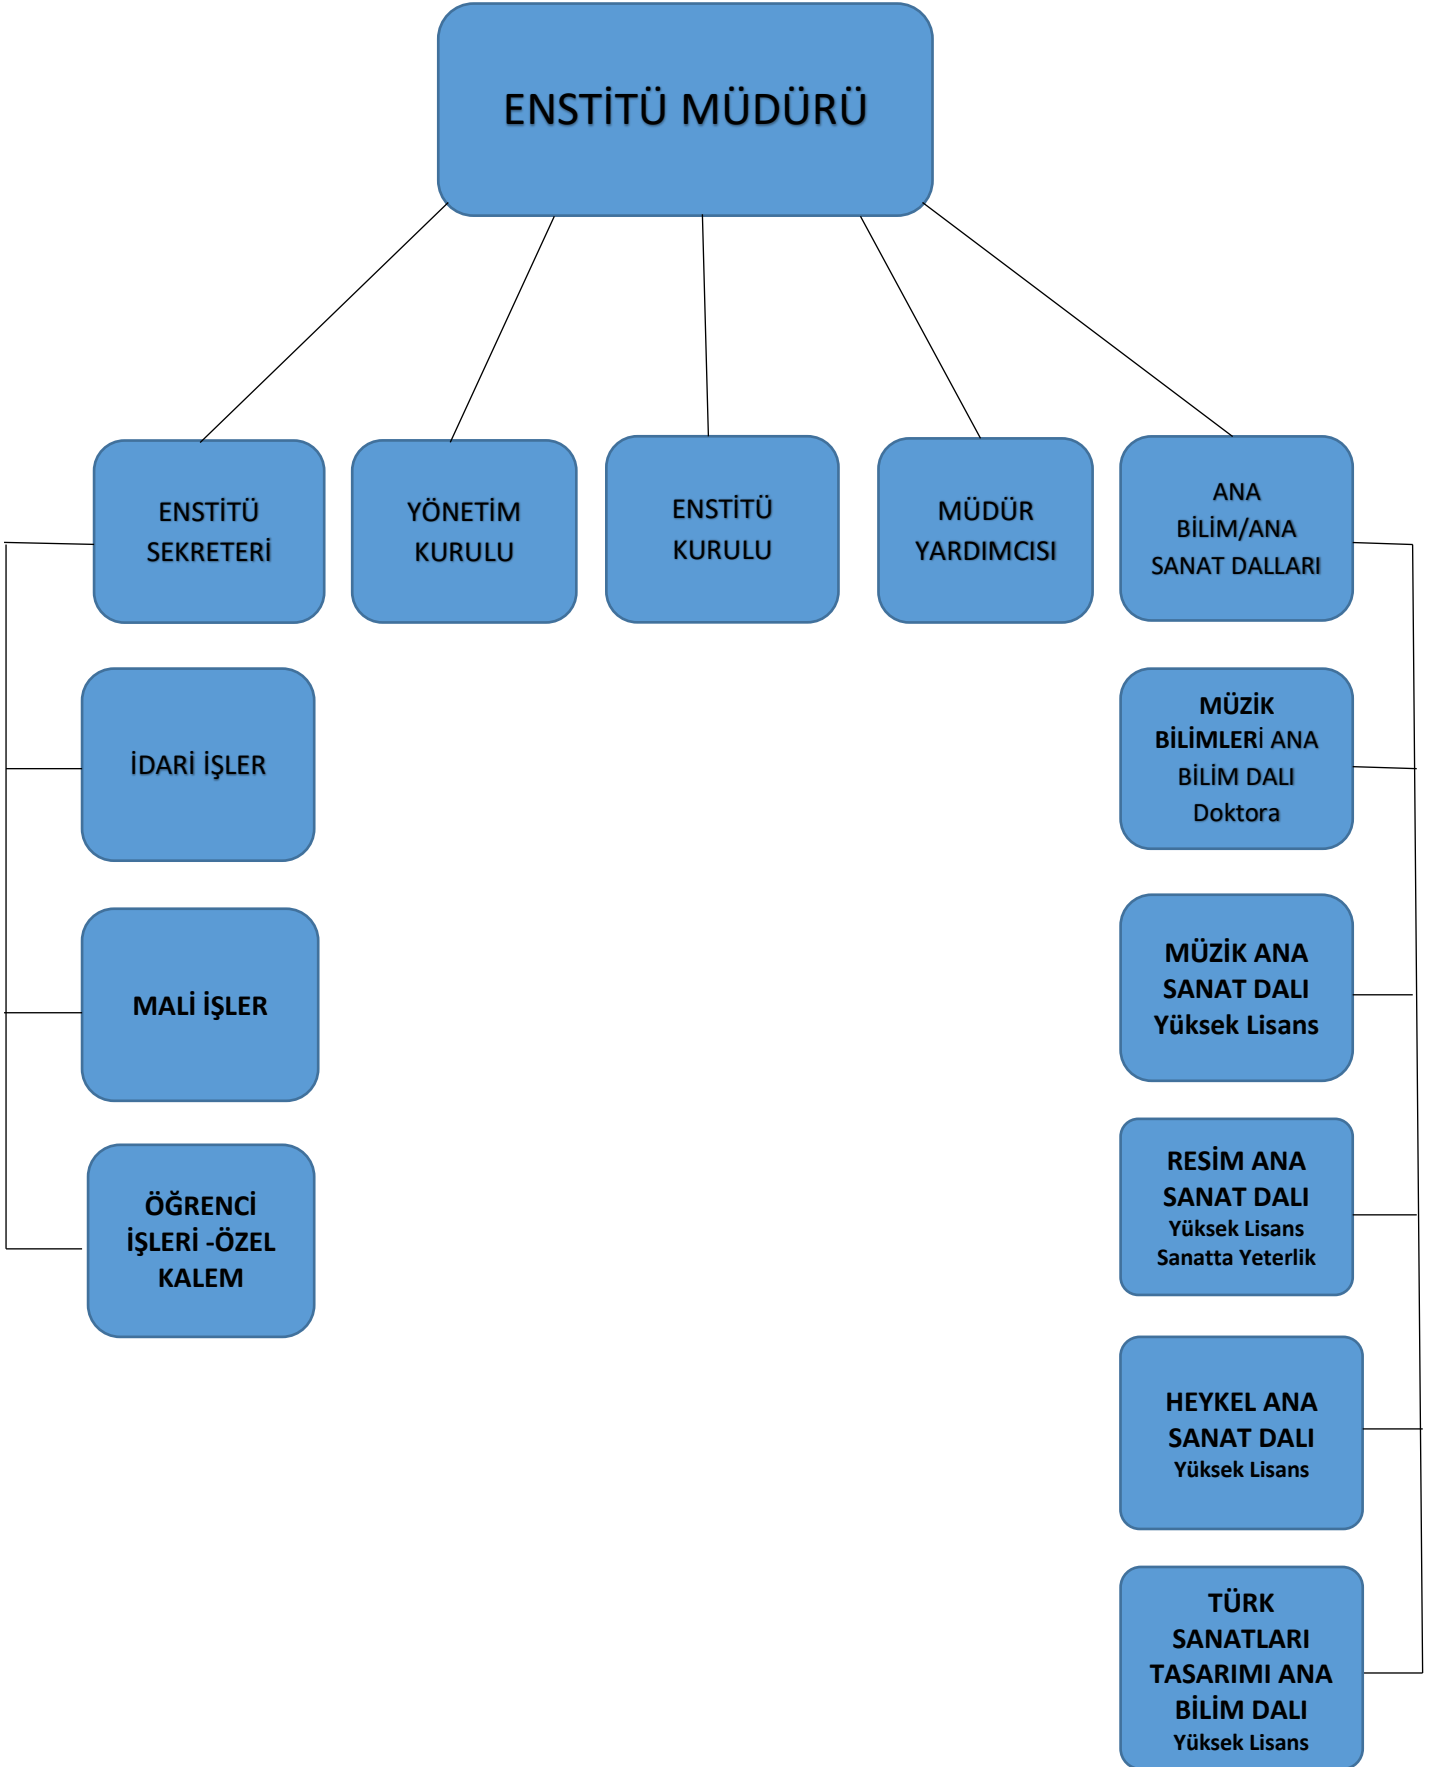 ENSTİTÜ MÜDÜRÜ
ENSTİTÜ
SEKRETERİ
YÖNETİM
KURULU
ENSTİTÜ
KURULU
MÜDÜR
YARDIMCISI
ANA
BİLİM/ANA
SANAT DALLARI
İDARİ İŞLER
MALİ İŞLER
ÖĞRENCİ
İŞLERİ -ÖZEL
KALEM
MÜZİK
BİLİMLERİ ANA
BİLİM DALI
Doktora
MÜZİK ANA
SANAT DALI
Yüksek Lisans
RESİM ANA
SANAT DALI
Yüksek Lisans
Sanatta Yeterlik
HEYKEL ANA
SANAT DALI
Yüksek Lisans
TÜRK
SANATLARI
TASARIMI ANA
BİLİM DALI
Yüksek Lisans